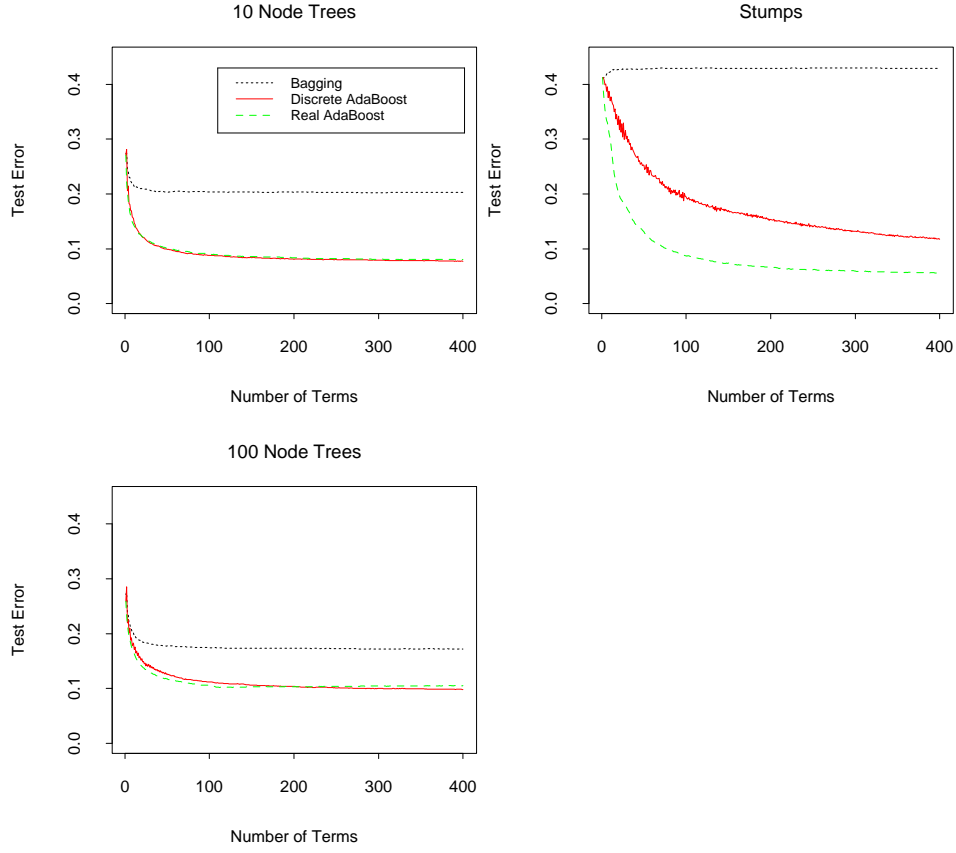 10 Node Trees
Test Error
0.0 0.1 0.2 0.3 0.4
Bagging
Discrete AdaBoost
Real AdaBoost
0 100 200 300 400
Number of Terms
Stumps
Test Error
0.0 0.1 0.2 0.3 0.4
0 100 200 300 400
Number of Terms
100 Node Trees
Test Error
0.0 0.1 0.2 0.3 0.4
0 100 200 300 400
Number of Terms